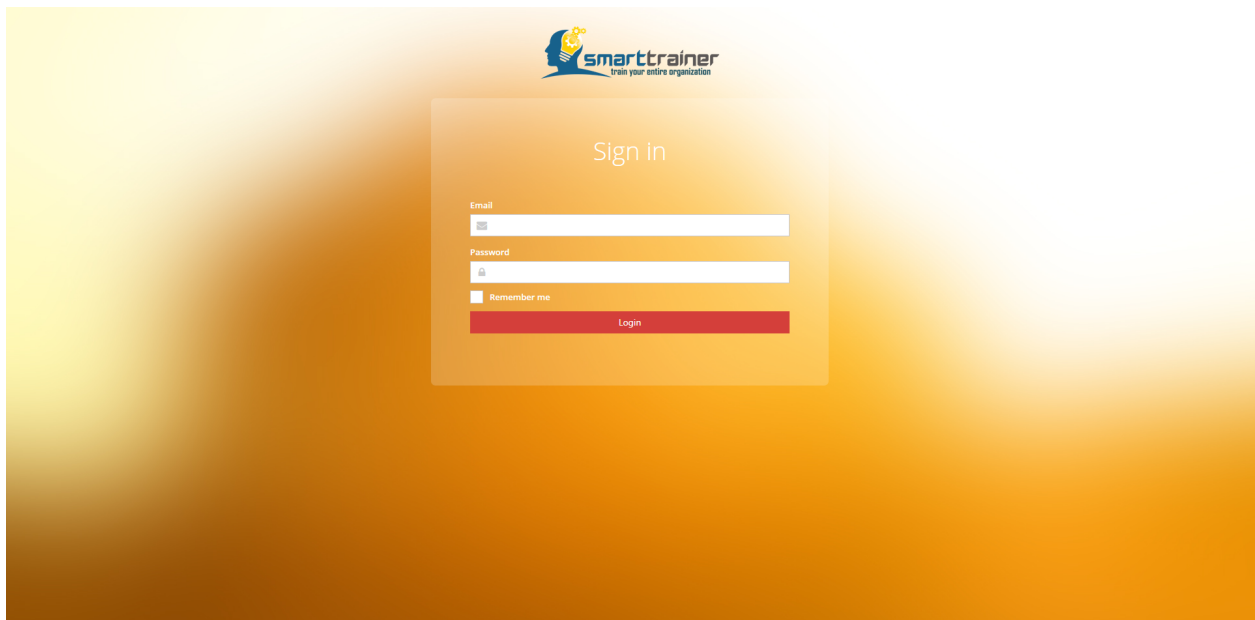 smarttrainer
train your entire organization
Sign in
Email
Password
Remember me
Login